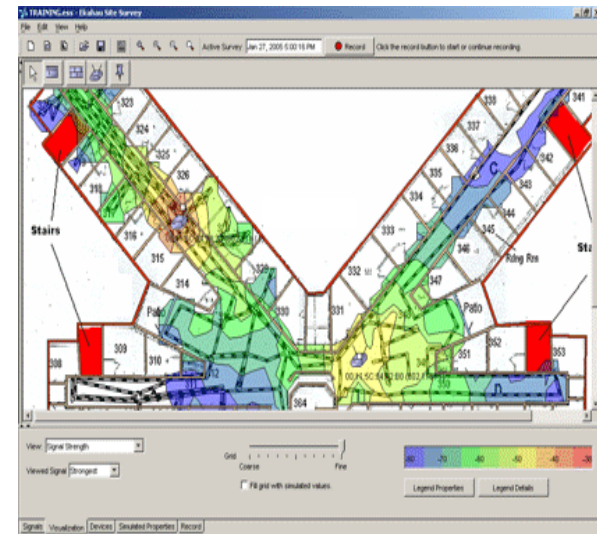 TRAINING.ess - Ekahau Site Survey
File Edit View Help
Active Survey Jan 27, 2005 5:00:16 PM Record Click the record button to start or continue recording.
323
324
325
326
316
315
314
330
331
332
333
334
335
336
337
338
341
342
343
344
345
346
347
C
Stairs
Rdng Rm
Patio
Patio
308
309
310
351
352
353
364
D
View: Signal Strength
Viewed Signal Strongest
Grid
Coarse Fine
Fill grid with simulated values.
-80 -70 -60 -50 -40 -30
Legend Properties Legend Details
Signals Visualization Devices Simulated Properties Record